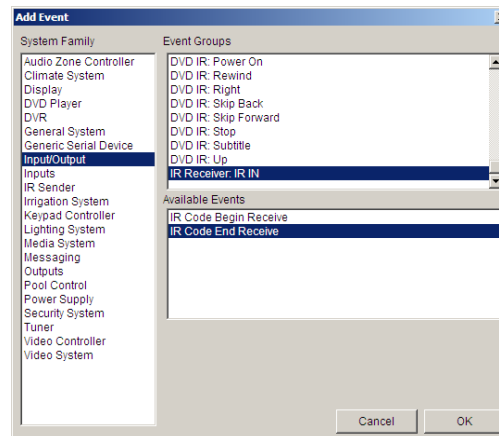 Add Event
System Family
Audio Zone Controller
Climate System
Display
DVD Player
DVR
General System
Generic Serial Device
Input/Output
Inputs
IR Sender
Irrigation System
Keypad Controller
Lighting System
Media System
Messaging
Outputs
Pool Control
Power Supply
Security System
Tuner
Video Controller
Video System
Event Groups
DVD IR: Power On
DVD IR: Rewind
DVD IR: Right
DVD IR: Skip Back
DVD IR: Skip Forward
DVD IR: Stop
DVD IR: Subtitle
DVD IR: Up
IR Receiver: IR IN
Available Events
IR Code Begin Receive
IR Code End Receive
Cancel
OK